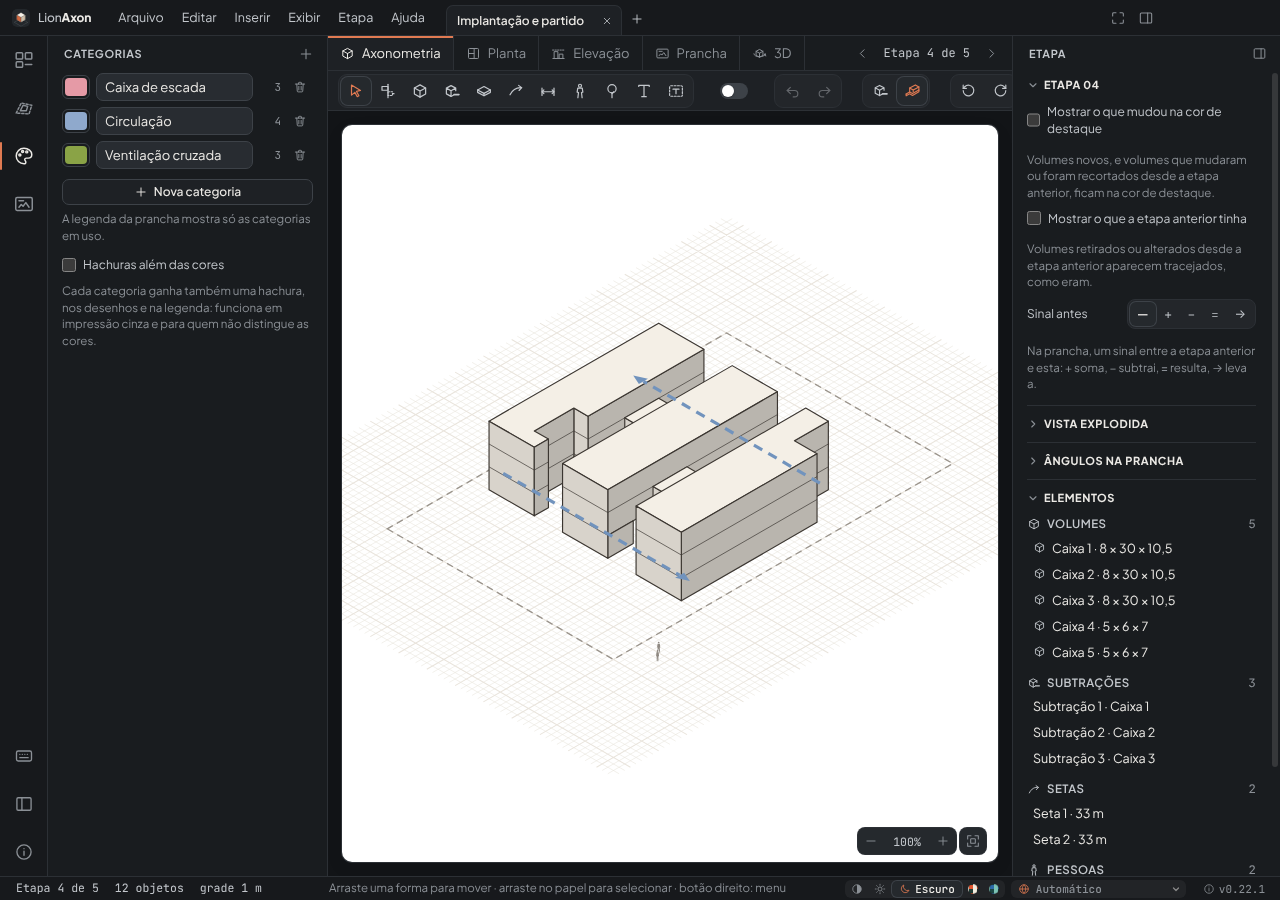 LionAxon
Arquivo
Editar
Inserir
Exibir
Etapa
Ajuda
Implantação e partido
CATEGORIAS
Caixa de escada
3
Circulação
4
Ventilação cruzada
3
Nova categoria
A legenda da prancha mostra só as categorias
em uso.
Hachuras além das cores
Cada categoria ganha também uma hachura,
nos desenhos e na legenda: funciona em
impressão cinza e para quem não distingue as
cores.
Axonometria
Planta
Elevação
Prancha
3D
Etapa 4 de 5
100%
ETAPA
ETAPA 04
Mostrar o que mudou na cor de
destaque
Volumes novos, e volumes que mudaram
ou foram recortados desde a etapa
anterior, ficam na cor de destaque.
Mostrar o que a etapa anterior tinha
Volumes retirados ou alterados desde a
etapa anterior aparecem tracejados,
como eram.
Sinal antes
— + − = →
Na prancha, um sinal entre a etapa anterior
e esta: + soma, − subtrai, = resulta, → leva
a.
VISTA EXPLODIDA
ÂNGULOS NA PRANCHA
ELEMENTOS
VOLUMES 5
Caixa 1 · 8 × 30 × 10,5
Caixa 2 · 8 × 30 × 10,5
Caixa 3 · 8 × 30 × 10,5
Caixa 4 · 5 × 6 × 7
Caixa 5 · 5 × 6 × 7
SUBTRAÇÕES 3
Subtração 1 · Caixa 1
Subtração 2 · Caixa 2
Subtração 3 · Caixa 3
SETAS 2
Seta 1 · 33 m
Seta 2 · 33 m
PESSOAS 2
Etapa 4 de 5
12 objetos
grade 1 m
Arraste uma forma para mover · arraste no papel para selecionar · botão direito: menu
Escuro
Automático
v0.22.1